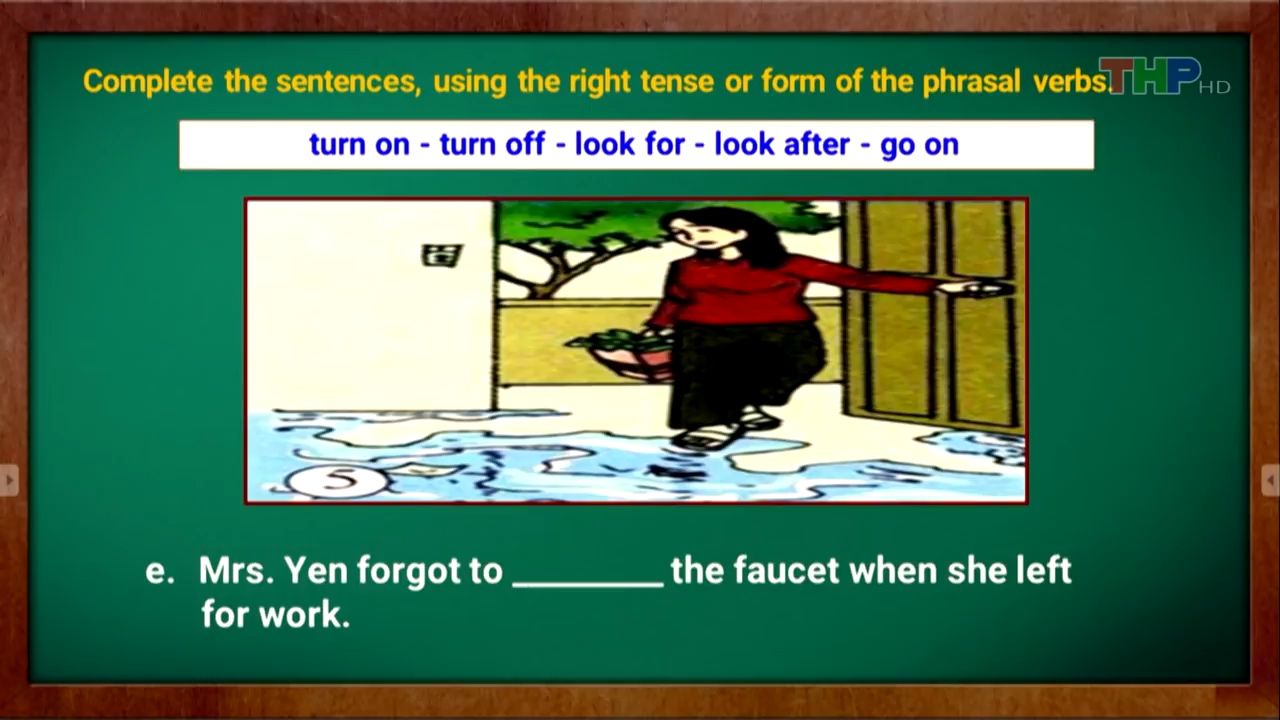 Complete the sentences, using the right tense or form of the phrasal verbs.
THP HD
turn on - turn off - look for - look after - go on
5
e. Mrs. Yen forgot to ________ the faucet when she left
for work.